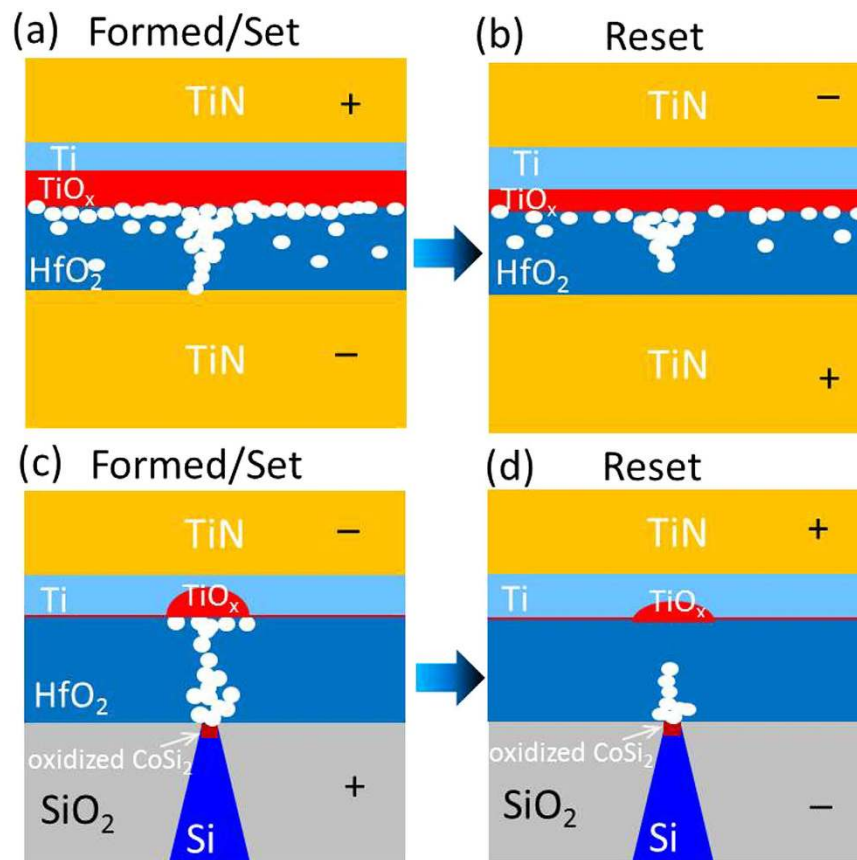 (a) Formed/Set
(b) Reset
TiN +
Ti
TiOₓ
HfO₂
TiN −
TiN −
Ti
TiOₓ
HfO₂
TiN +
(c) Formed/Set
(d) Reset
TiN −
Ti TiOₓ
HfO₂
oxidized CoSi₂
SiO₂ +
Si
TiN +
Ti TiOₓ
HfO₂
oxidized CoSi₂
SiO₂ −
Si